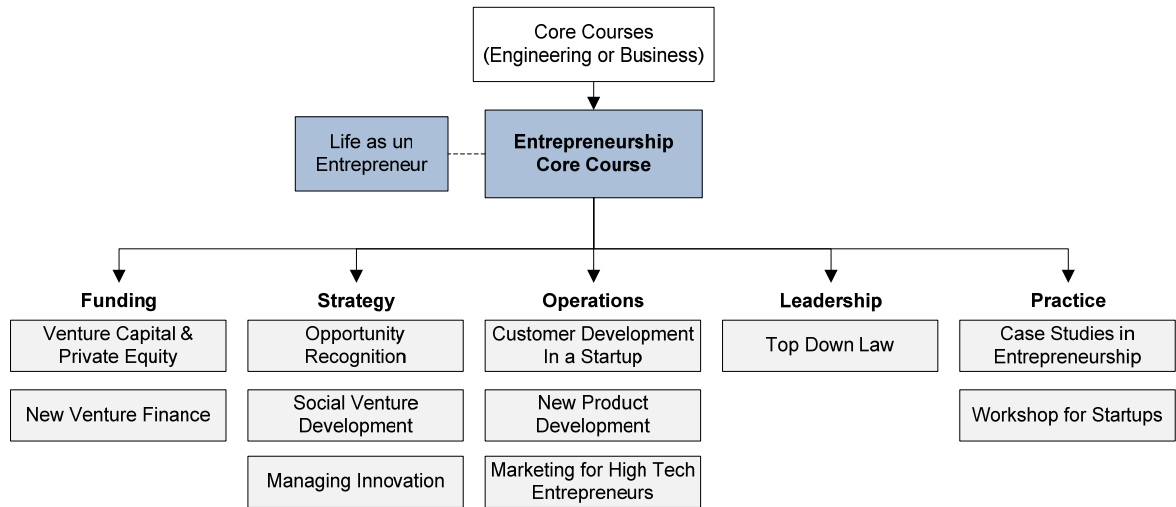 Core Courses
(Engineering or Business)
Life as un
Entrepreneur
Entrepreneurship
Core Course
Funding
Venture Capital &
Private Equity
New Venture Finance
Strategy
Opportunity
Recognition
Social Venture
Development
Managing Innovation
Operations
Customer Development
In a Startup
New Product
Development
Marketing for High Tech
Entrepreneurs
Leadership
Top Down Law
Practice
Case Studies in
Entrepreneurship
Workshop for Startups